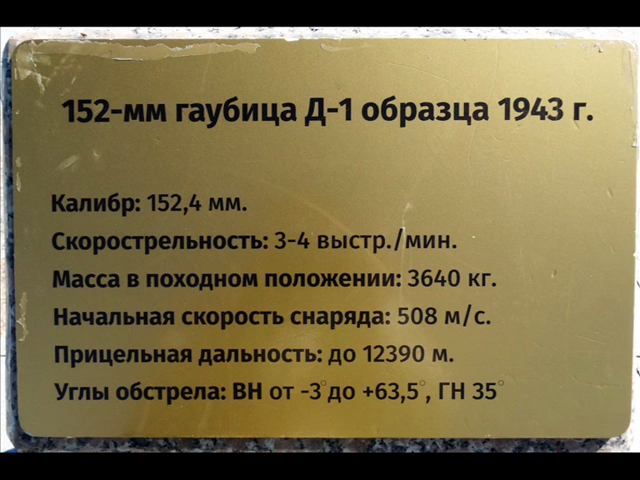 152-мм гаубица Д-1 образца 1943 г.
Калибр: 152,4 мм.
Скорострельность: 3-4 выстр./мин.
Масса в походном положении: 3640 кг.
Начальная скорость снаряда: 508 м/с.
Прицельная дальность: до 12390 м.
Углы обстрела: ВН от -3°до +63,5°, ГН 35°